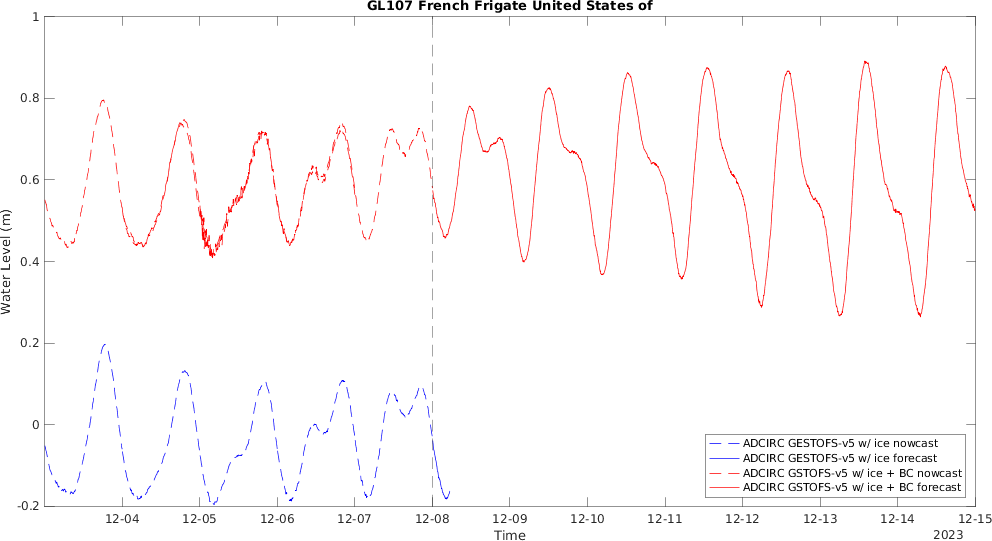 GL107 French Frigate United States of
1
0.8
0.6
0.4
0.2
0
-0.2
Water Level (m)
12-04 12-05 12-06 12-07 12-08 12-09 12-10 12-11 12-12 12-13 12-14 12-15
Time
2023
ADCIRC GESTOFS-v5 w/ ice nowcast
ADCIRC GESTOFS-v5 w/ ice forecast
ADCIRC GSTOFS-v5 w/ ice + BC nowcast
ADCIRC GSTOFS-v5 w/ ice + BC forecast